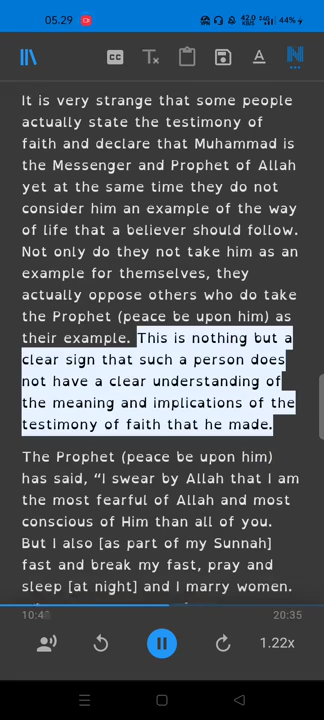 05.29 42.0 44%
CC T A N
It is very strange that some people
actually state the testimony of
faith and declare that Muhammad is
the Messenger and Prophet of Allah
yet at the same time they do not
consider him an example of the way
of life that a believer should follow.
Not only do they not take him as an
example for themselves, they
actually oppose others who do take
the Prophet (peace be upon him) as
their example. This is nothing but a
clear sign that such a person does
not have a clear understanding of
the meaning and implications of the
testimony of faith that he made.
The Prophet (peace be upon him)
has said, “I swear by Allah that I am
the most fearful of Allah and most
conscious of Him than all of you.
But I also [as part of my Sunnah]
fast and break my fast, pray and
sleep [at night] and I marry women.
20:35
1.22x